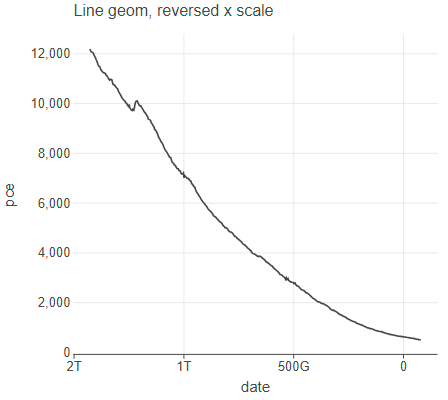 Line geom, reversed x scale
12,000
10,000
8,000
6,000
4,000
2,000
0
pce
2T 1T 500G 0
date